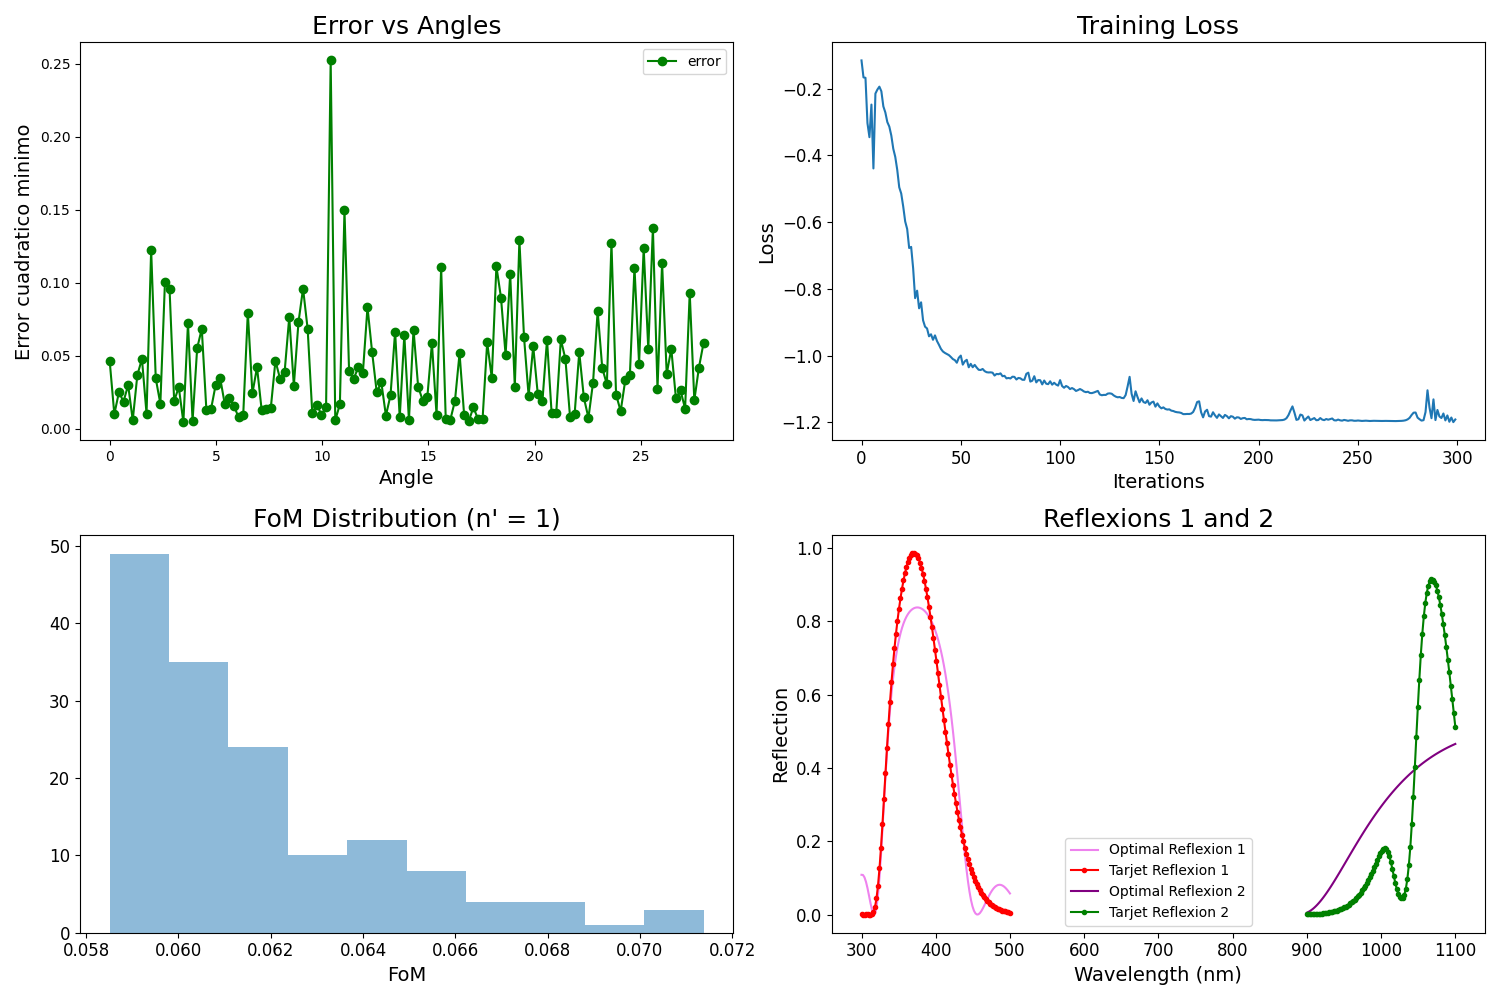 Error vs Angles
Error cuadratico minimo
0.25
0.20
0.15
0.10
0.05
0.00
error
0 5 10 15 20 25
Angle
Training Loss
Loss
−0.2
−0.4
−0.6
−0.8
−1.0
−1.2
0 50 100 150 200 250 300
Iterations
FoM Distribution (n' = 1)
50
40
30
20
10
0
0.058 0.060 0.062 0.064 0.066 0.068 0.070 0.072
FoM
Reflexions 1 and 2
Reflection
1.0
0.8
0.6
0.4
0.2
0.0
Optimal Reflexion 1
Tarjet Reflexion 1
Optimal Reflexion 2
Tarjet Reflexion 2
300 400 500 600 700 800 900 1000 1100
Wavelength (nm)